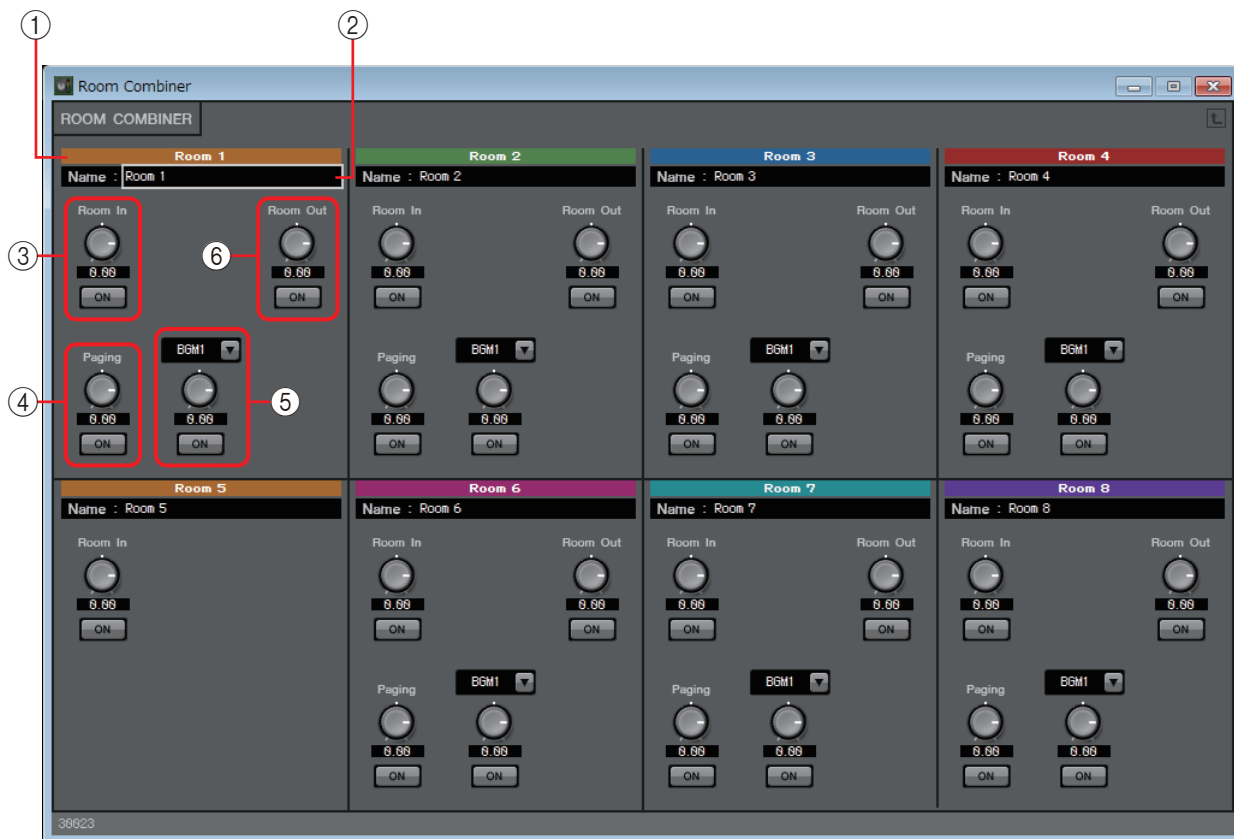 ① ②
Room Combiner
ROOM COMBINER
Room 1 Room 2 Room 3 Room 4
Name : Room 1 Name : Room 2 Name : Room 3 Name : Room 4
Room In Room Out Room In Room Out Room In Room Out Room In Room Out
③ ⑥
0.00 0.00 0.00 0.00 0.00 0.00 0.00 0.00
ON ON ON ON ON ON ON ON
Paging BGM1 Paging BGM1 Paging BGM1 Paging BGM1
④ ⑤
0.00 0.00 0.00 0.00 0.00 0.00 0.00 0.00
ON ON ON ON ON ON ON ON
Room 5 Room 6 Room 7 Room 8
Name : Room 5 Name : Room 6 Name : Room 7 Name : Room 8
Room In Room In Room Out Room In Room Out Room In Room Out
0.00 0.00 0.00 0.00 0.00 0.00 0.00
ON ON ON ON ON ON ON
Paging BGM1 Paging BGM1 Paging BGM1
0.00 0.00 0.00 0.00 0.00 0.00
ON ON ON ON ON ON
30023